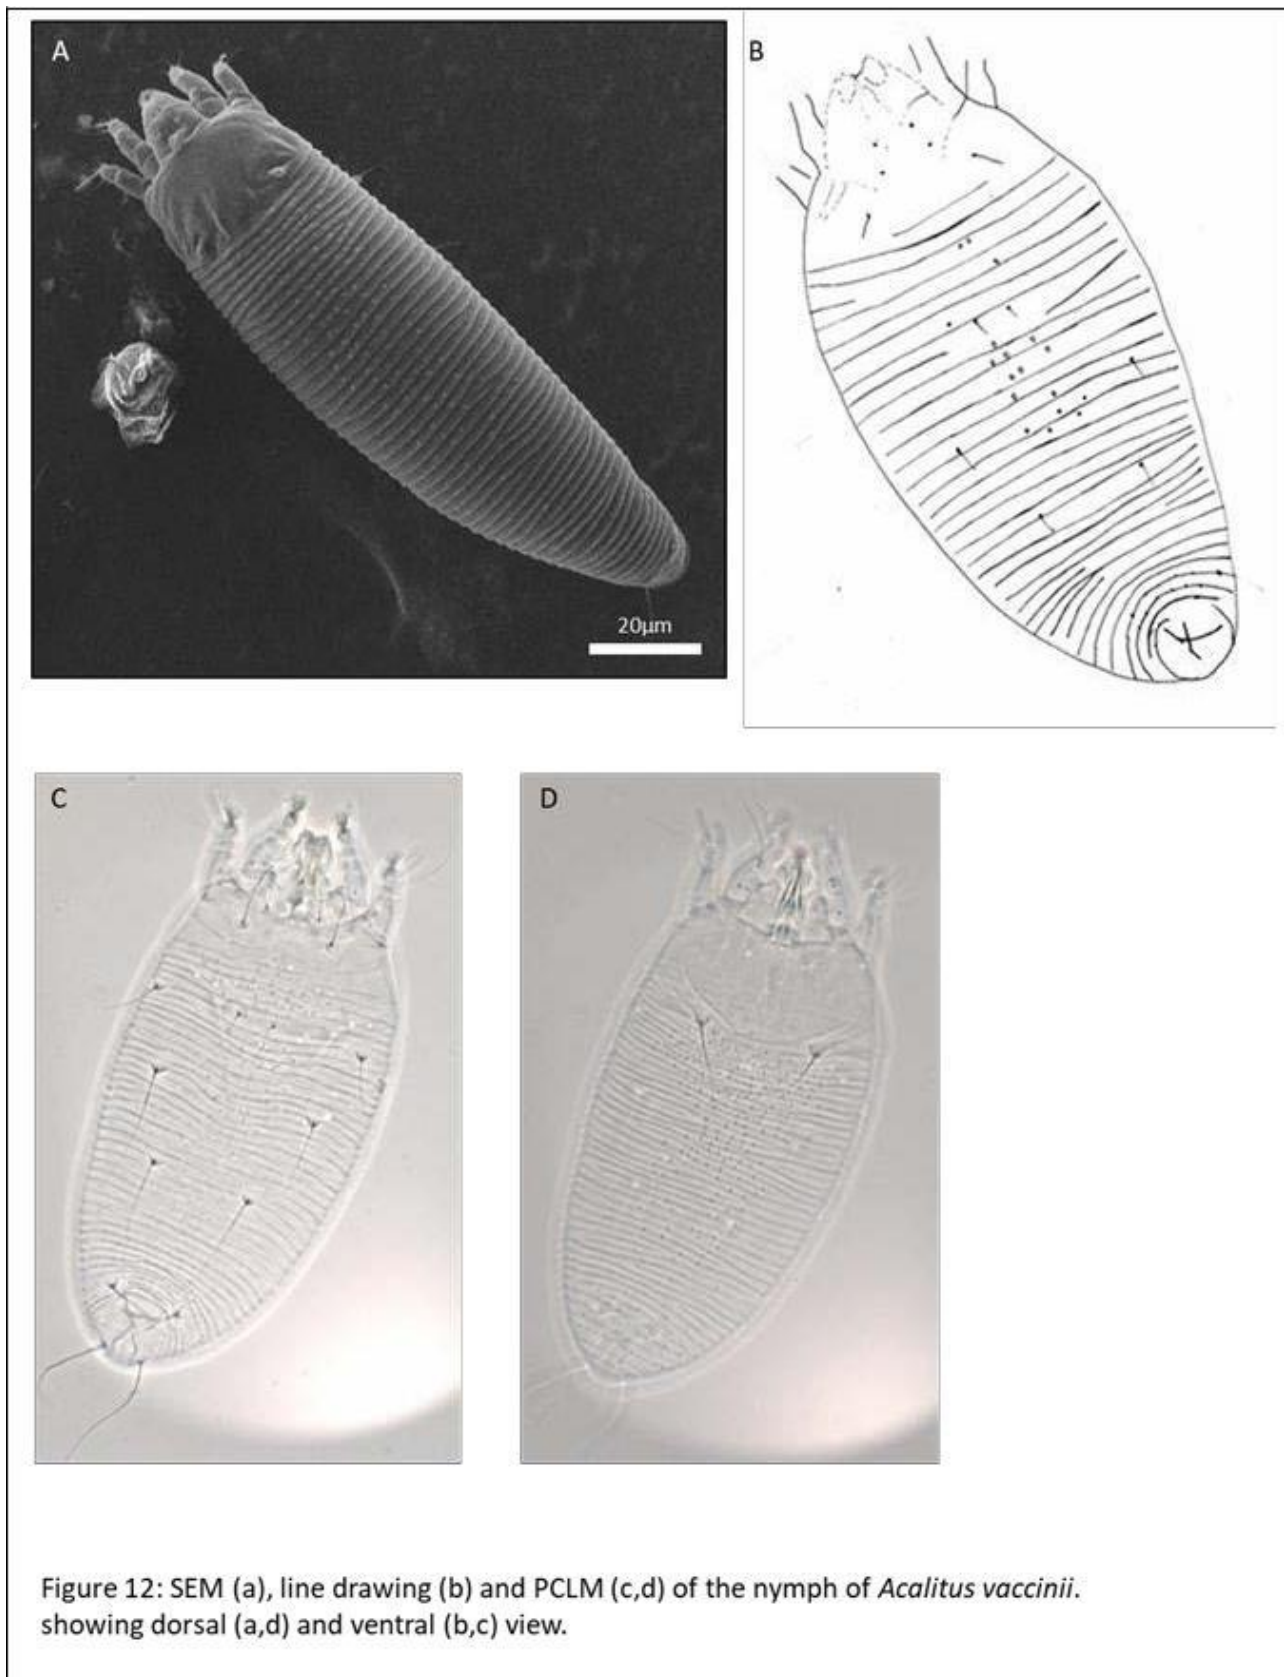 A
B
20μm
C
D
Figure 12: SEM (a), line drawing (b) and PCLM (c,d) of the nymph of Acalitus vaccinii.
showing dorsal (a,d) and ventral (b,c) view.